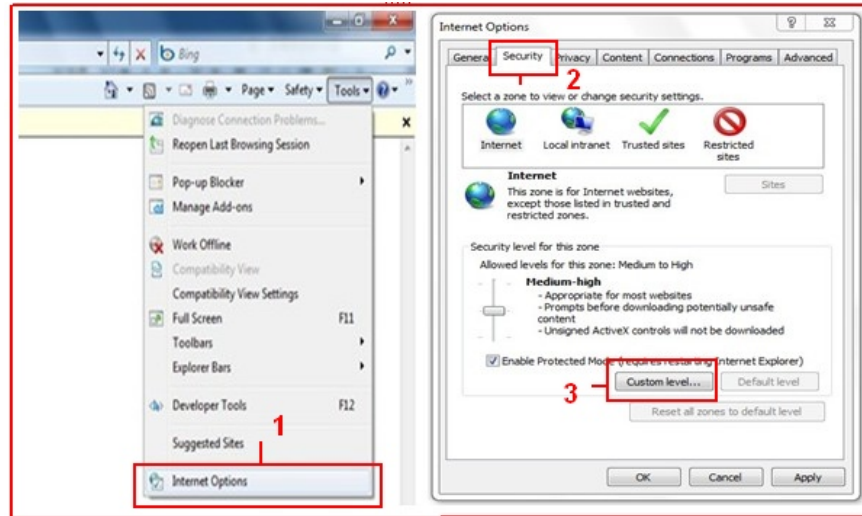 Bing
Page Safety Tools
Diagnose Connection Problems...
Reopen Last Browsing Session
Pop-up Blocker
Manage Add-ons
Work Offline
Compatibility View
Compatibility View Settings
Full Screen F11
Toolbars
Explorer Bars
Developer Tools F12
1
Suggested Sites
Internet Options
Internet Options
General Security Privacy Content Connections Programs Advanced
2
Select a zone to view or change security settings.
Internet Local intranet Trusted sites Restricted
sites
Internet
Sites
This zone is for Internet websites,
except those listed in trusted and
restricted zones.
Security level for this zone
Allowed levels for this zone: Medium to High
Medium-high
- Appropriate for most websites
- Prompts before downloading potentially unsafe
content
- Unsigned ActiveX controls will not be downloaded
Enable Protected Mode (requires restarting Internet Explorer)
3
Custom level... Default level
Reset all zones to default level
OK Cancel Apply